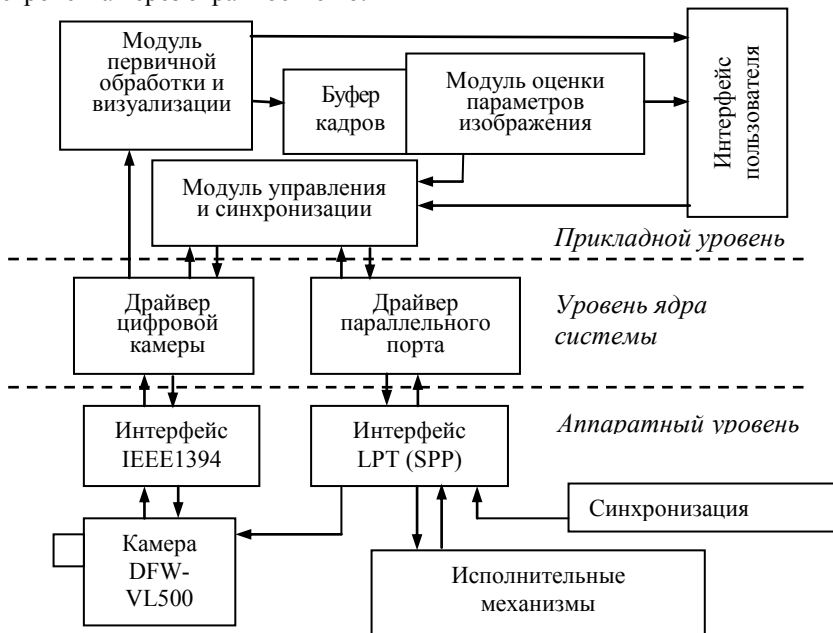 Модуль
первичной
обработки и
визуализации
Буфер
кадров
Модуль оценки
параметров
изображения
Интерфейс
пользователя
Модуль управления
и синхронизации
Прикладной уровень
Драйвер
цифровой
камеры
Драйвер
параллельного
порта
Уровень ядра
системы
Интерфейс
IEEE1394
Интерфейс
LPT (SPP)
Аппаратный уровень
Синхронизация
Камера
DFW-
VL500
Исполнительные
механизмы